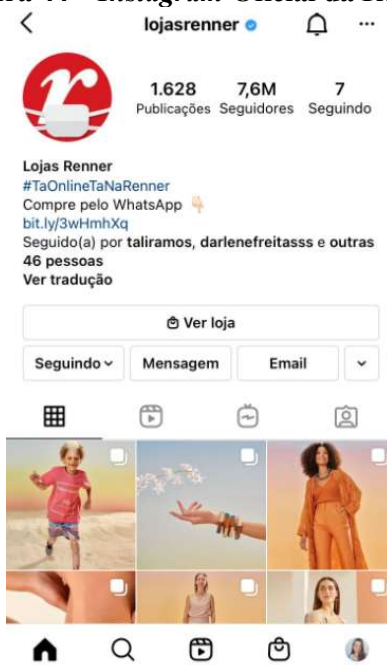 lojasrenner
1.628 7,6M 7
Publicações Seguidores Seguindo
Lojas Renner
#TaOnlineTaNaRenner
Compre pelo WhatsApp 👇🏻
bit.ly/3wHmhXq
Seguido(a) por taliramos, darlenefreitasss e outras
46 pessoas
Ver tradução
Ver loja
Seguindo Mensagem Email